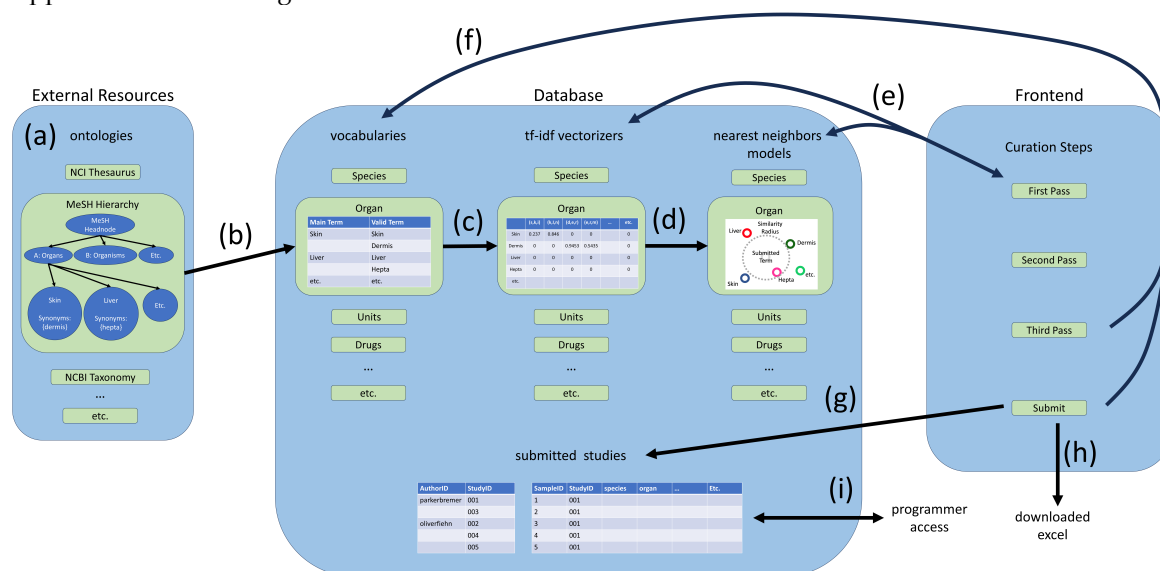 (f)
External Resources
Database
Frontend
(e)
(a)
ontologies
vocabularies
tf-idf vectorizers
nearest neighbors
models
Curation Steps
NCI Thesaurus
Species
Species
Species
First Pass
MeSH Hierarchy
MeSH
Headnode
A: Organs
B: Organisms
Etc.
Skin
Synonyms:
{dermis}
Liver
Synonyms:
{hepta}
Etc.
NCBI Taxonomy
...
etc.
(b)
Organ
Main Term Valid Term
Skin Skin
Dermis
Liver Liver
Hepta
etc. etc.
(c)
Organ
(s,k,i) (k,i,n) (d,e,r) ... etc.
Skin 0.237 0.846 0 0 0
Dermis 0 0 0.9453 0.5435 0
Liver 0 0 0 0 0
Hepta 0 0 0 0 0
etc.
(d)
Organ
Similarity
Radius
Liver
Dermis
Submitted
Term
Hepta
etc.
Skin
Second Pass
Units
Units
Units
Third Pass
Drugs
Drugs
Drugs
...
...
...
etc.
etc.
etc.
(g)
Submit
(h)
submitted studies
AuthorID StudyID
parkerbremer 001
003
oliverfiehn 002
004
005
SampleID StudyID species organ ... Etc.
1 001
2 001
3 001
4 001
5 001
(i)
programmer
access
downloaded
excel